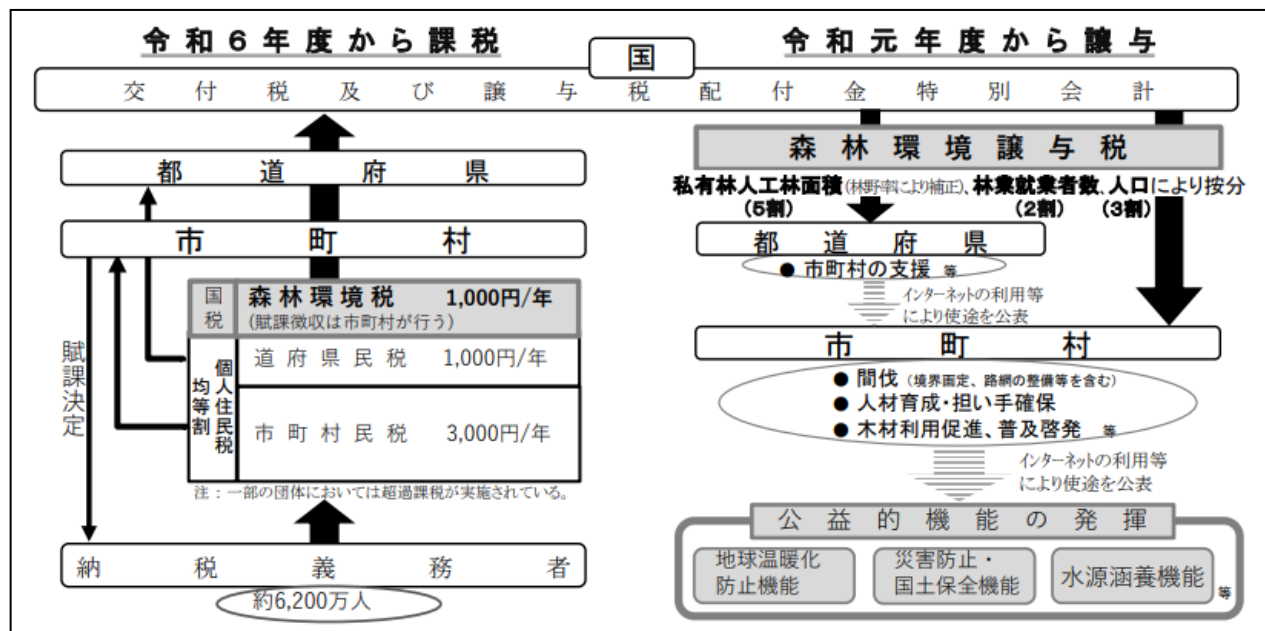 令和6年度から課税
国
令和元年度から譲与
交付税及び譲与税配付金特別会計
都道府県
市町村
賦課決定
国税
森林環境税 1,000円/年
(賦課徴収は市町村が行う)
個人住民税
均等割
道府県民税 1,000円/年
市町村民税 3,000円/年
注：一部の団体においては超過課税が実施されている。
納税義務者
約6,200万人
森林環境譲与税
私有林人工林面積(林野率により補正)、林業就業者数、人口により按分
(5割) (2割) (3割)
都道府県
● 市町村の支援 等
インターネットの利用等
により使途を公表
市町村
● 間伐 (境界画定、路網の整備等を含む)
● 人材育成・担い手確保
● 木材利用促進、普及啓発 等
インターネットの利用等
により使途を公表
公益的機能の発揮
地球温暖化
防止機能
災害防止・
国土保全機能
水源涵養機能
等